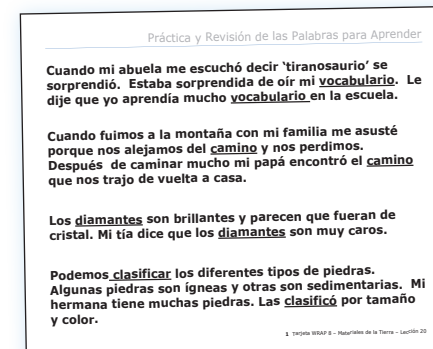 Práctica y Revisión de las Palabras para Aprender
Cuando mi abuela me escuchó decir ‘tiranosaurio’ se
sorprendió.  Estaba sorprendida de oír mi vocabulario.  Le
dije que yo aprendía mucho vocabulario en la escuela.
Cuando fuimos a la montaña con mi familia me asusté
porque nos alejamos del camino y nos perdimos.
Después  de caminar mucho mi papá encontró el camino
que nos trajo de vuelta a casa.
Los diamantes son brillantes y parecen que fueran de
cristal. Mi tía dice que los diamantes son muy caros.
Podemos clasificar los diferentes tipos de piedras.
Algunas piedras son ígneas y otras son sedimentarias.  Mi
hermana tiene muchas piedras. Las clasificó por tamaño
y color.
1  Tarjeta WRAP 8 – Materiales de la Tierra – Lección 20